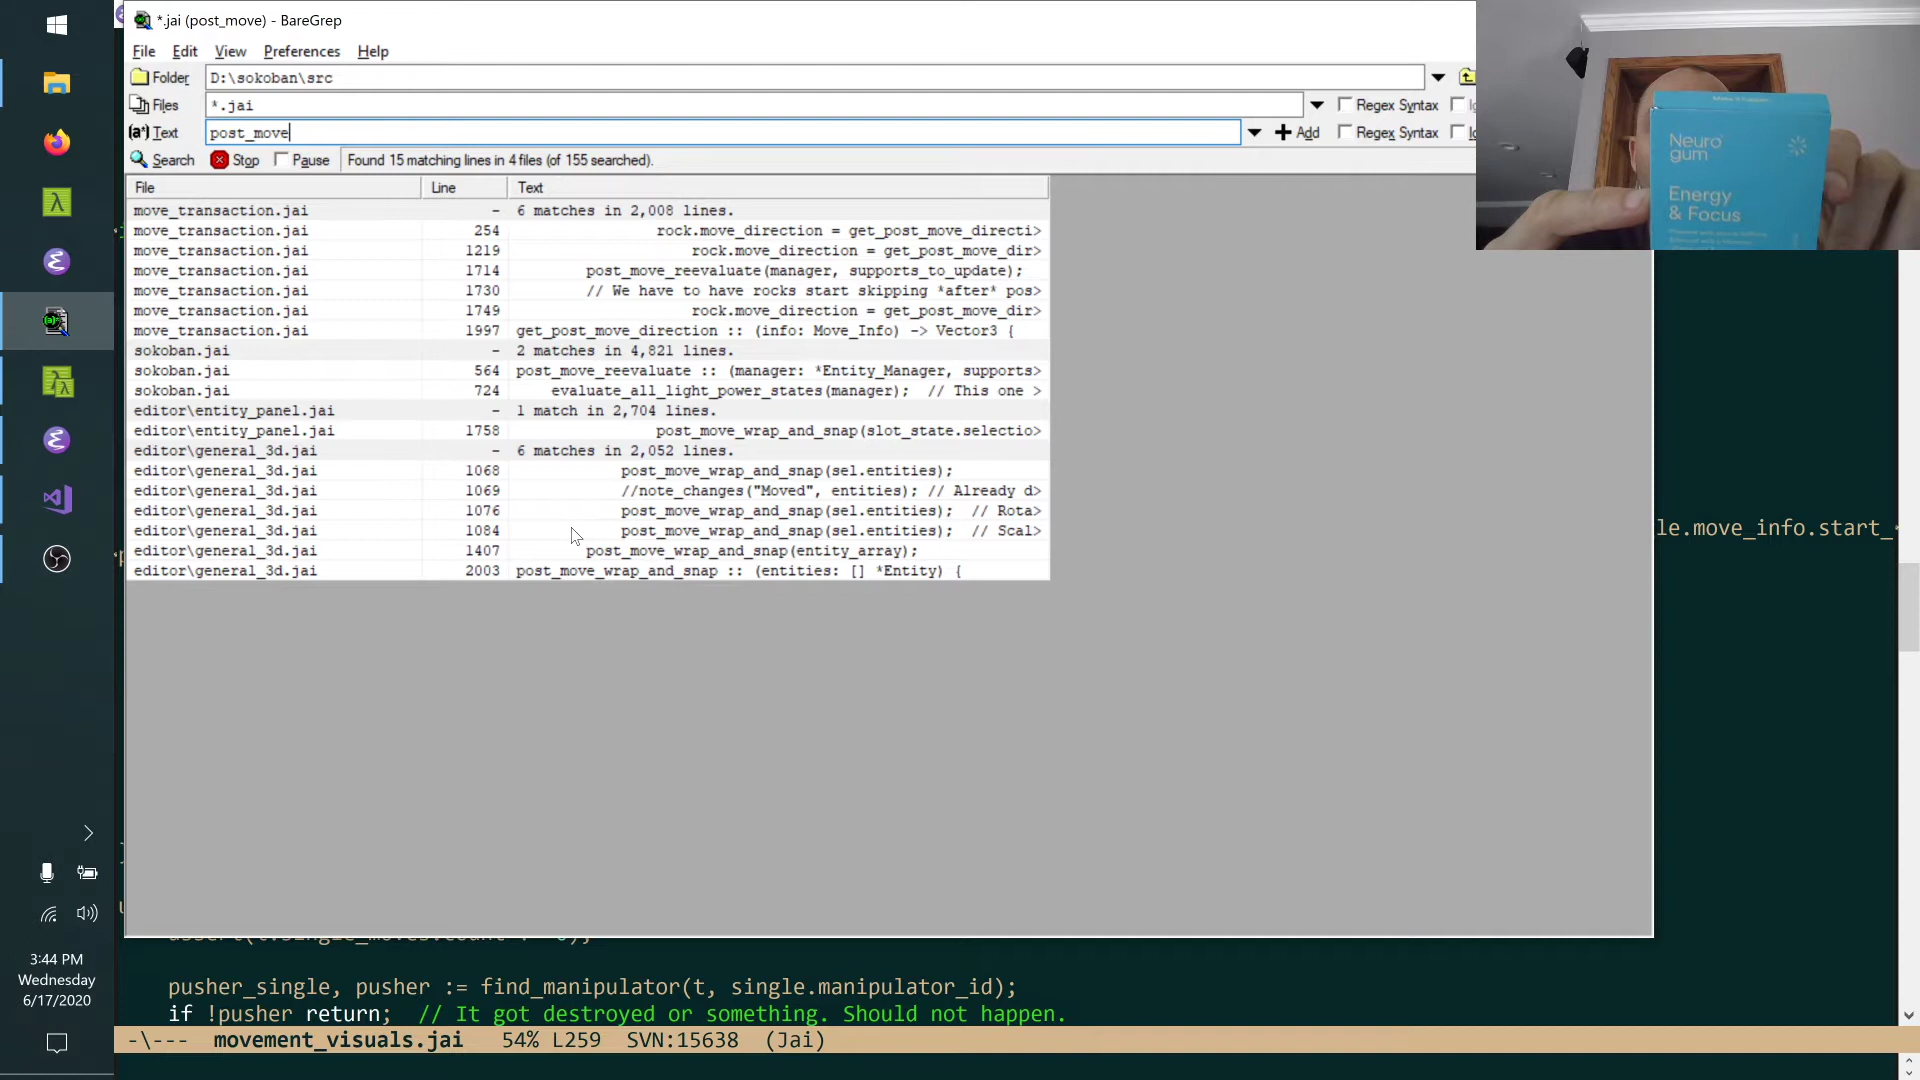 *.jai (post_move) - BareGrep
File Edit View Preferences Help
Folder D:\sokoban\src
Files *.jai Regex Syntax
(a*) Text post_move Add Regex Syntax
Search Stop Pause Found 15 matching lines in 4 files (of 155 searched).
File Line Text
move_transaction.jai - 6 matches in 2,008 lines.
move_transaction.jai 254 rock.move_direction = get_post_move_directi>
move_transaction.jai 1219 rock.move_direction = get_post_move_dir>
move_transaction.jai 1714 post_move_reevaluate(manager, supports_to_update);
move_transaction.jai 1730 // We have to have rocks start skipping *after* pos>
move_transaction.jai 1749 rock.move_direction = get_post_move_dir>
move_transaction.jai 1997 get_post_move_direction :: (info: Move_Info) -> Vector3 {
sokoban.jai - 2 matches in 4,821 lines.
sokoban.jai 564 post_move_reevaluate :: (manager: *Entity_Manager, supports>
sokoban.jai 724 evaluate_all_light_power_states(manager); // This one >
editor\entity_panel.jai - 1 match in 2,704 lines.
editor\entity_panel.jai 1758 post_move_wrap_and_snap(slot_state.selectio>
editor\general_3d.jai - 6 matches in 2,052 lines.
editor\general_3d.jai 1068 post_move_wrap_and_snap(sel.entities);
editor\general_3d.jai 1069 //note_changes("Moved", entities); // Already d>
editor\general_3d.jai 1076 post_move_wrap_and_snap(sel.entities); // Rota>
editor\general_3d.jai 1084 post_move_wrap_and_snap(sel.entities); // Scal>
editor\general_3d.jai 1407 post_move_wrap_and_snap(entity_array);
editor\general_3d.jai 2003 post_move_wrap_and_snap :: (entities: [] *Entity) {
Neuro
gum
Energy
& Focus
le.move_info.start_
pusher_single, pusher := find_manipulator(t, single.manipulator_id);
if !pusher return; // It got destroyed or something. Should not happen.
-\--- movement_visuals.jai 54% L259 SVN:15638 (Jai)
3:44 PM
Wednesday
6/17/2020